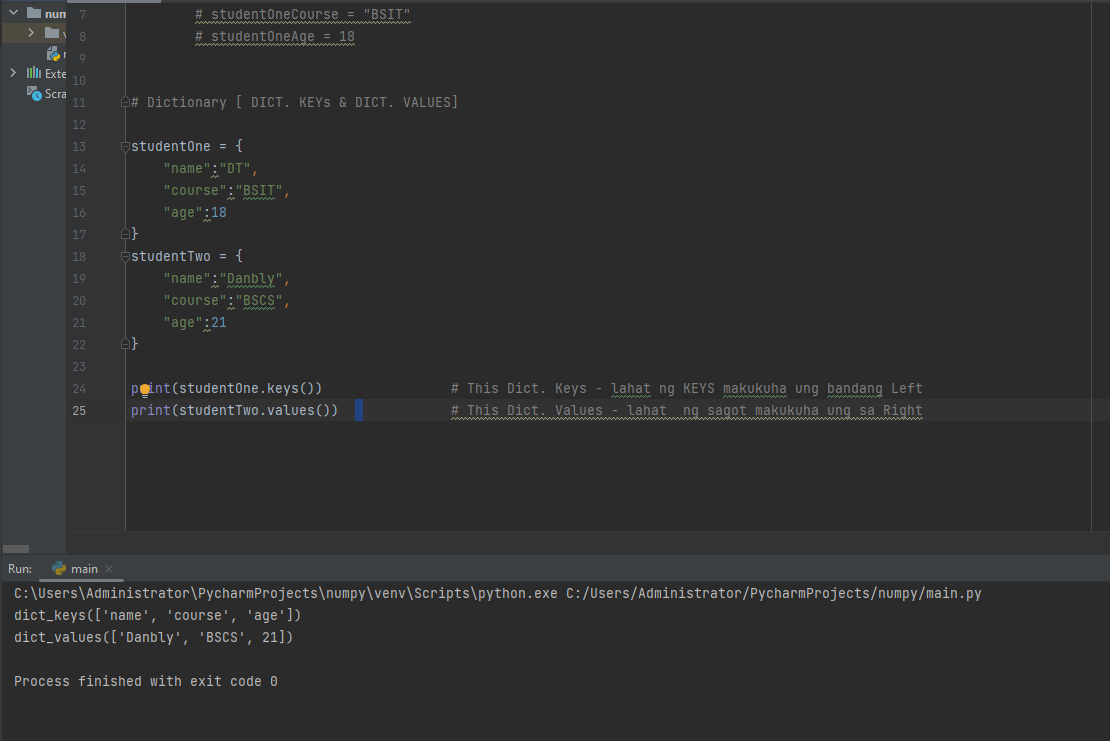 num
Exte
Scra
7 # studentOneCourse = "BSIT"
8 # studentOneAge = 18
9
10
11 # Dictionary [ DICT. KEYs & DICT. VALUES]
12
13 studentOne = {
14 "name":"DT",
15 "course":"BSIT",
16 "age":18
17 }
18 studentTwo = {
19 "name":"Danbly",
20 "course":"BSCS",
21 "age":21
22 }
23
24 print(studentOne.keys()) # This Dict. Keys - lahat ng KEYS makukuha ung bandang Left
25 print(studentTwo.values()) # This Dict. Values - lahat  ng sagot makukuha ung sa Right
Run: main
C:\Users\Administrator\PycharmProjects\numpy\venv\Scripts\python.exe C:/Users/Administrator/PycharmProjects/numpy/main.py
dict_keys(['name', 'course', 'age'])
dict_values(['Danbly', 'BSCS', 21])
Process finished with exit code 0